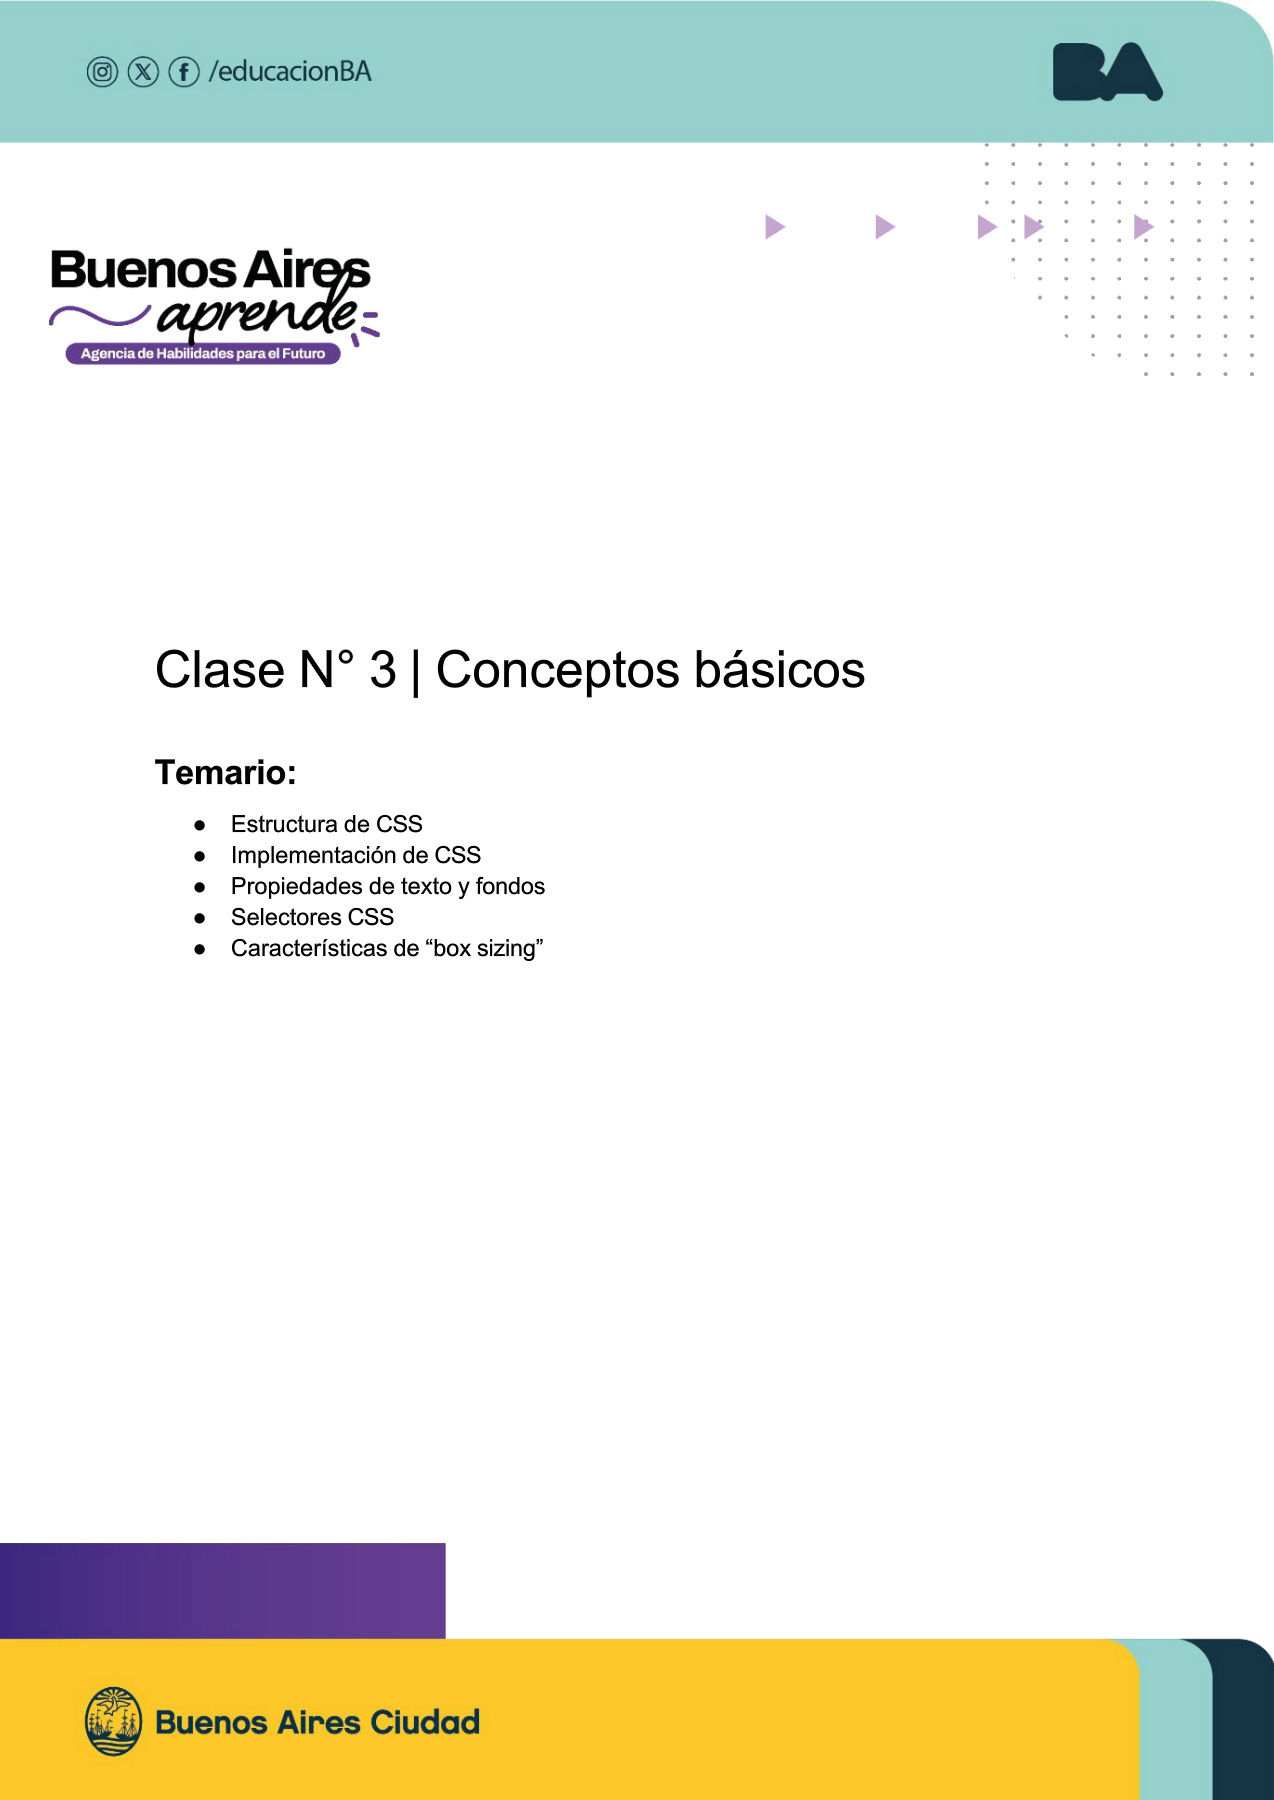 /educacionBA
BA
Buenos Aires
aprende
Agencia de Habilidades para el Futuro
Clase N° 3 | Conceptos básicos
Temario:
● Estructura de CSS
● Implementación de CSS
● Propiedades de texto y fondos
● Selectores CSS
● Características de “box sizing”
Buenos Aires Ciudad